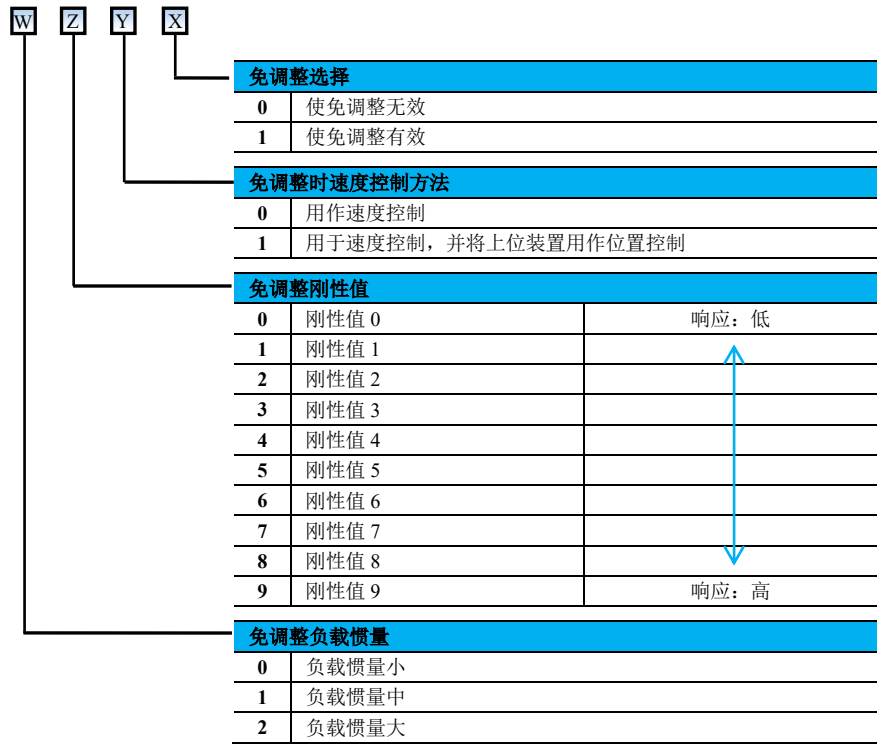 W Z Y X
免调整选择
0 使免调整无效
1 使免调整有效
免调整时速度控制方法
0 用作速度控制
1 用于速度控制，并将上位装置用作位置控制
免调整刚性值
0 刚性值 0 响应：低
1 刚性值 1
2 刚性值 2
3 刚性值 3
4 刚性值 4
5 刚性值 5
6 刚性值 6
7 刚性值 7
8 刚性值 8
9 刚性值 9 响应：高
免调整负载惯量
0 负载惯量小
1 负载惯量中
2 负载惯量大